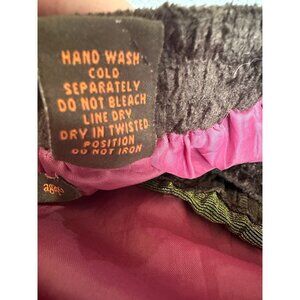 HAND WASH
COLD
SEPARATELY
DO NOT BLEACH
LINE DRY
DRY IN TWISTED
POSITION
DO NOT IRON